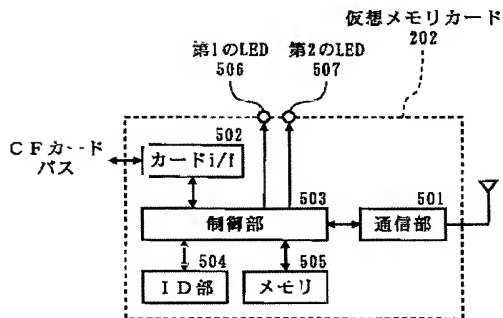 仮想メモリカード
202
第1のLED
506
第2のLED
507
CFカード
バス
502
カードi/f
503
制御部
501
通信部
504
ID部
505
メモリ